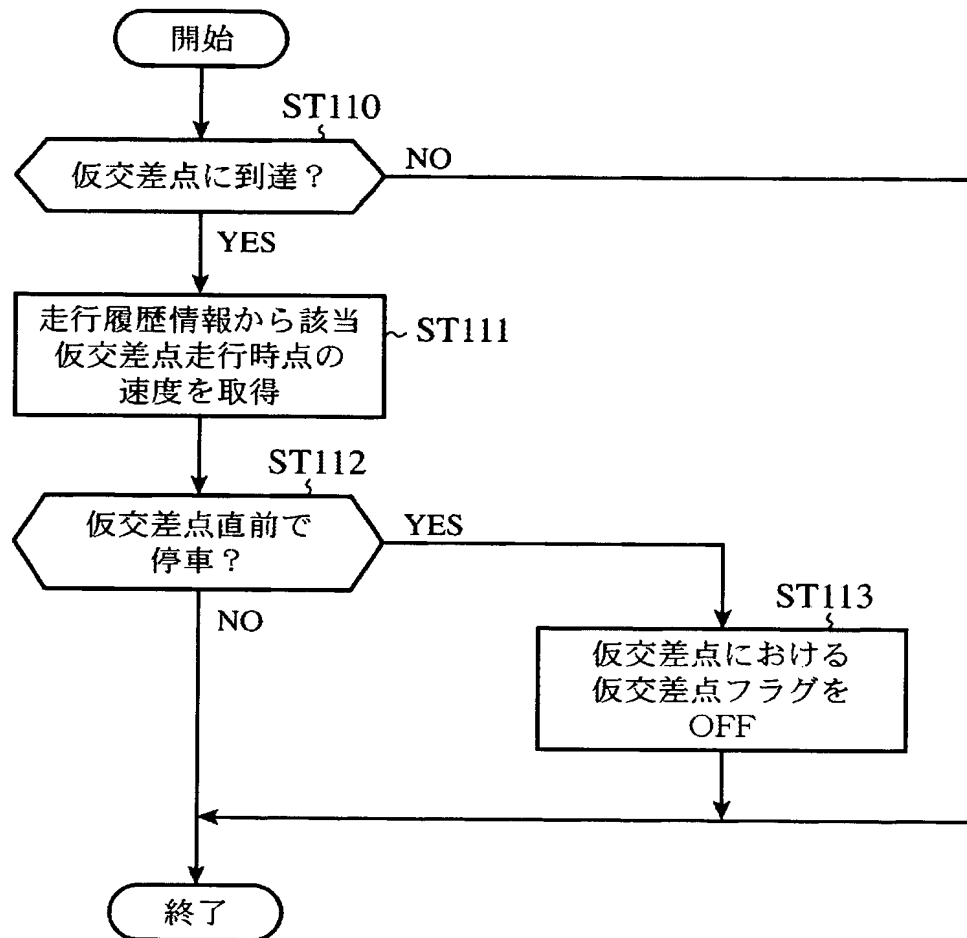 開始
ST110
仮交差点に到達？
NO
YES
走行履歴情報から該当
仮交差点走行時点の
速度を取得
ST111
ST112
仮交差点直前で
停車？
YES
NO
ST113
仮交差点における
仮交差点フラグを
OFF
終了